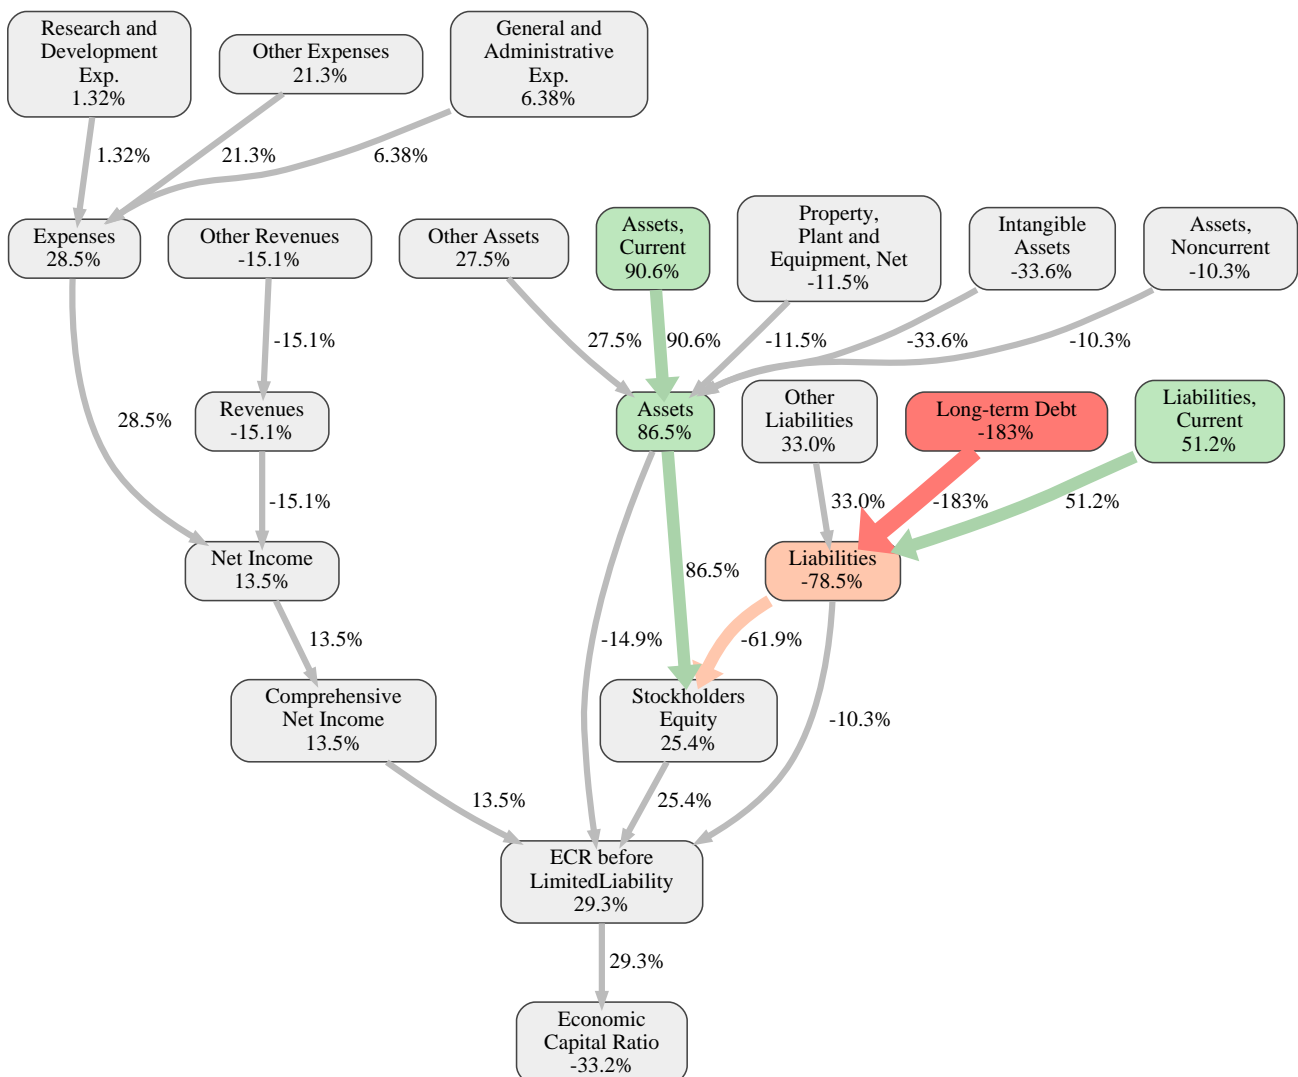 Research and
Development
Exp.
1.32%
Other Expenses
21.3%
General and
Administrative
Exp.
6.38%
1.32%
21.3%
6.38%
Expenses
28.5%
Other Revenues
-15.1%
Other Assets
27.5%
Assets,
Current
90.6%
Property,
Plant and
Equipment, Net
-11.5%
Intangible
Assets
-33.6%
Assets,
Noncurrent
-10.3%
-15.1%
27.5%
90.6%
-11.5%
-33.6%
-10.3%
Revenues
-15.1%
Assets
86.5%
Other
Liabilities
33.0%
Long-term Debt
-183%
Liabilities,
Current
51.2%
28.5%
-15.1%
33.0%
-183%
51.2%
Net Income
13.5%
86.5%
Liabilities
-78.5%
13.5%
-14.9%
-61.9%
Comprehensive
Net Income
13.5%
Stockholders
Equity
25.4%
-10.3%
13.5%
25.4%
ECR before
LimitedLiability
29.3%
29.3%
Economic
Capital Ratio
-33.2%